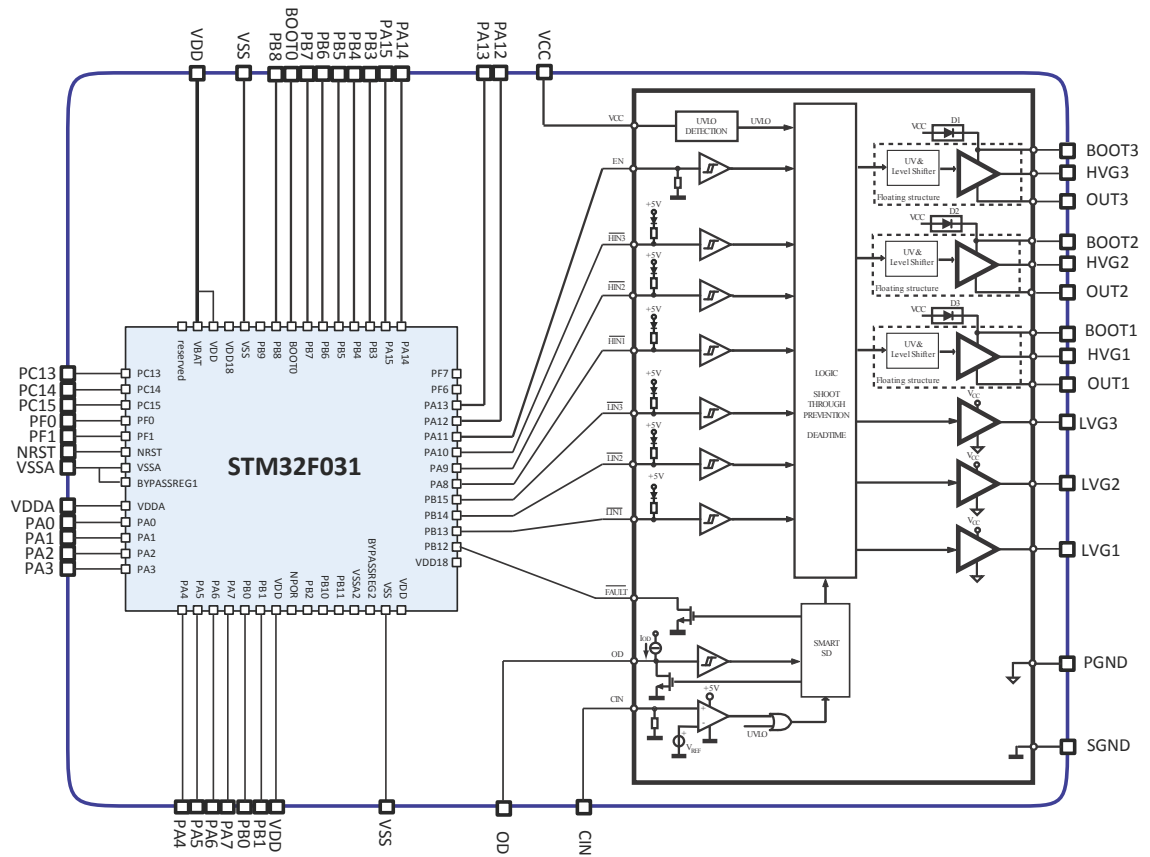 VDD
VSS
PB8
BOOT0
PB7
PB6
PB5
PB4
PB3
PA15
PA14
PA13
PA12
VCC
VCC
UVLO
DETECTION
UVLO
EN
+5V
HIN3
+5V
HIN2
+5V
HIN1
+5V
LIN3
+5V
LIN2
+5V
LIN1
FAULT
IOD
OD
CIN
+5V
+
-
+
VREF
UVLO
LOGIC
SHOOT
THROUGH
PREVENTION
DEADTIME
SMART
SD
VCC
D1
UV &
Level Shifter
Floating structure
VCC
D2
UV &
Level Shifter
Floating structure
VCC
D3
UV &
Level Shifter
Floating structure
VCC
VCC
VCC
BOOT3
HVG3
OUT3
BOOT2
HVG2
OUT2
BOOT1
HVG1
OUT1
LVG3
LVG2
LVG1
PGND
SGND
reserved
VBAT
VDD
VDD18
VSS
PB9
PB8
BOOT0
PB7
PB6
PB5
PB4
PB3
PA15
PA14
PC13
PC14
PC15
PF0
PF1
NRST
VSSA
VDDA
PA0
PA1
PA2
PA3
PC13
PC14
PC15
PF0
PF1
NRST
VSSA
BYPASSREG1
VDDA
PA0
PA1
PA2
PA3
STM32F031
PF7
PF6
PA13
PA12
PA11
PA10
PA9
PA8
PB15
PB14
PB13
PB12
VDD18
PA4
PA5
PA6
PA7
PB0
PB1
VDD
NPOR
PB2
PB10
PB11
VSSA2
BYPASSREG2
VSS
VDD
PA4
PA5
PA6
PA7
PB0
PB1
VDD
VSS
OD
CIN